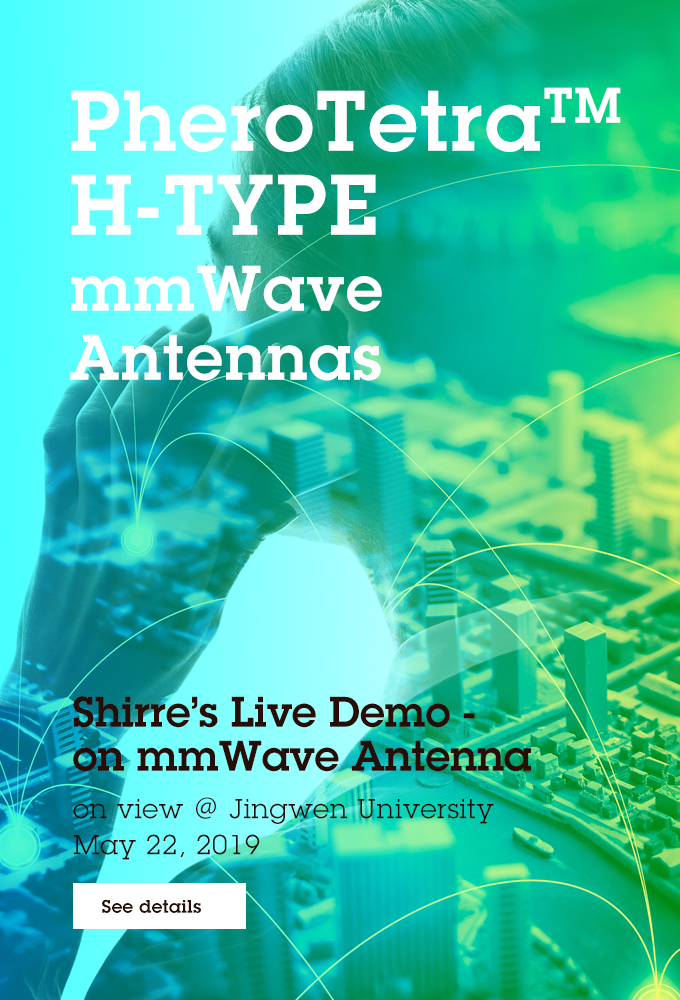 PheroTetra™
H-TYPE
mmWave
Antennas
Shirre's Live Demo -
on mmWave Antenna
on view @ Jingwen University
May 22, 2019
See details